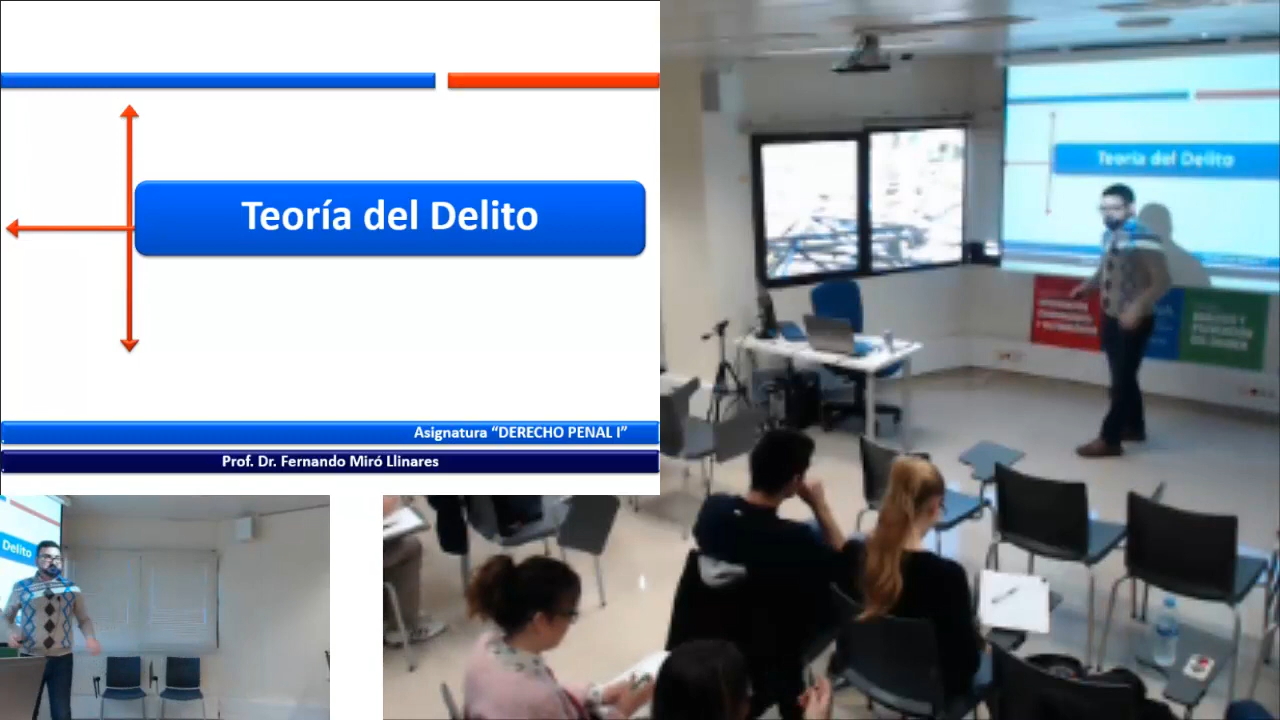 Teoría del Delito
Asignatura “DERECHO PENAL I”
Prof. Dr. Fernando Miró Llinares
Teoría del Delito
Delito